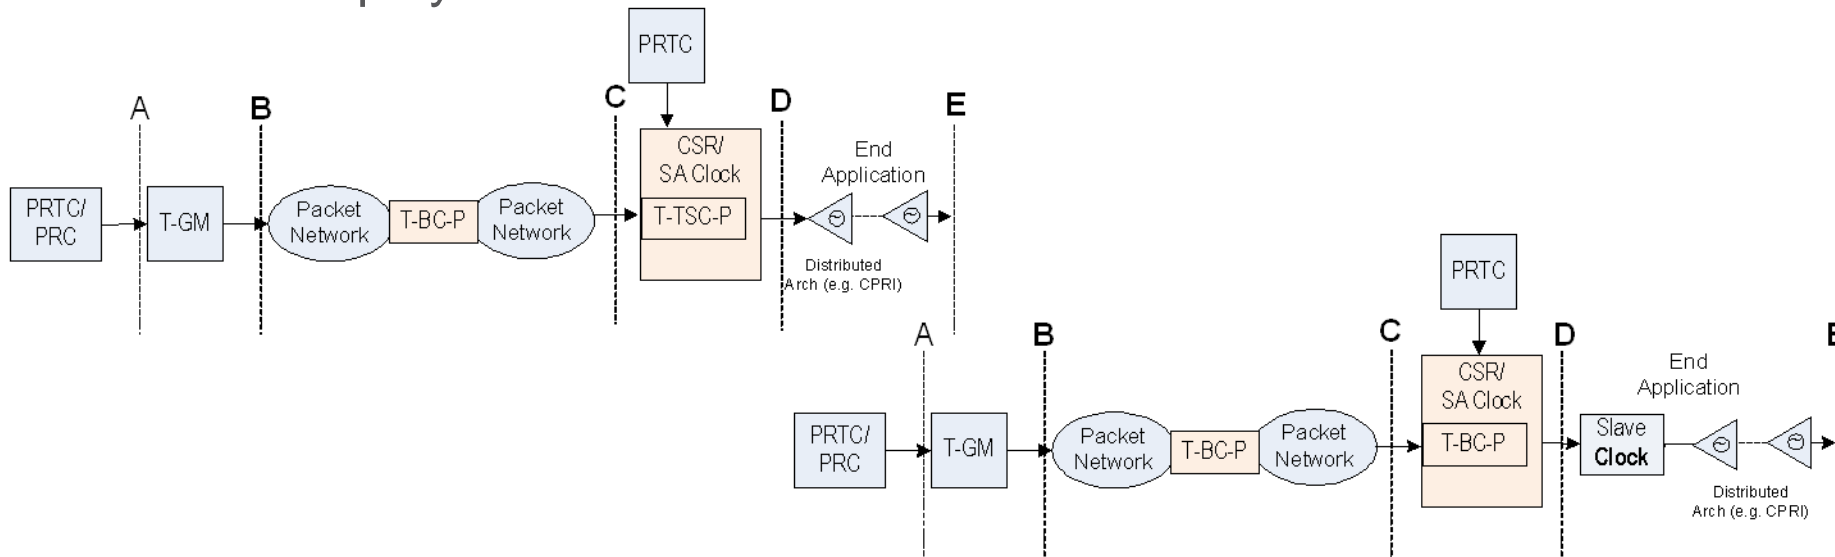 PRTC
A
B
C
D
E
CSR/
SA Clock
T-TSC-P
End
Application
PRTC/
PRC
T-GM
Packet
Network
T-BC-P
Packet
Network
Distributed
Arch (e.g. CPRI)
PRTC
A
B
C
D
CSR/
SA Clock
T-BC-P
End
Application
PRTC/
PRC
T-GM
Packet
Network
T-BC-P
Packet
Network
Slave
Clock
Distributed
Arch (e.g. CPRI)